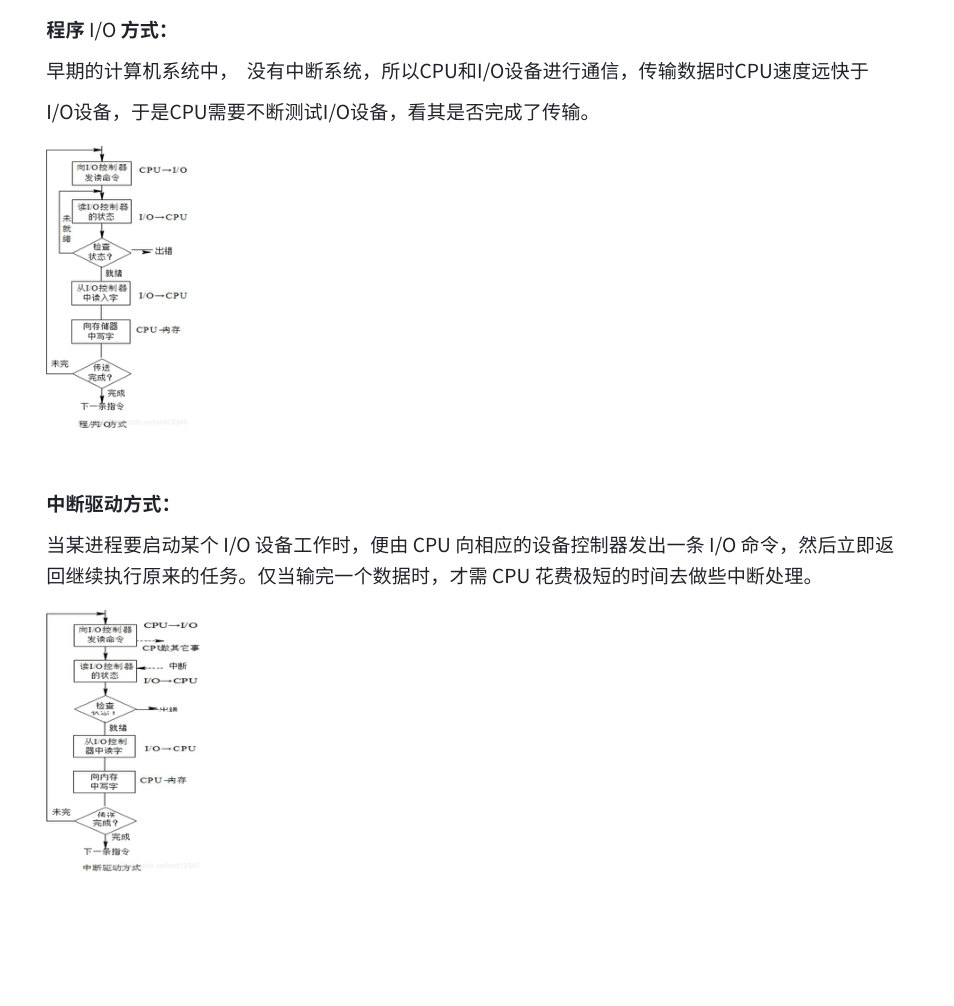 程序 I/O 方式：
早期的计算机系统中， 没有中断系统，所以CPU和I/O设备进行通信，传输数据时CPU速度远快于
I/O设备，于是CPU需要不断测试I/O设备，看其是否完成了传输。
向I/O控制器
发读命令
CPU→I/O
读I/O控制器
的状态
I/O→CPU
未
就
绪
检查
状态？
出错
就绪
从I/O控制器
中读入字
I/O→CPU
向存储器
中写字
CPU→内存
未完
传送
完成？
完成
下一条指令
程序I/O方式
中断驱动方式：
当某进程要启动某个 I/O 设备工作时，便由 CPU 向相应的设备控制器发出一条 I/O 命令，然后立即返
回继续执行原来的任务。仅当输完一个数据时，才需 CPU 花费极短的时间去做些中断处理。
向I/O控制器
发读命令
CPU→I/O
CPU做其它事
读I/O控制器
的状态
中断
I/O→CPU
检查
状态？
出错
就绪
从I/O控制
器中读字
I/O→CPU
向内存
中写字
CPU→内存
未完
传送
完成？
完成
下一条指令
中断驱动方式